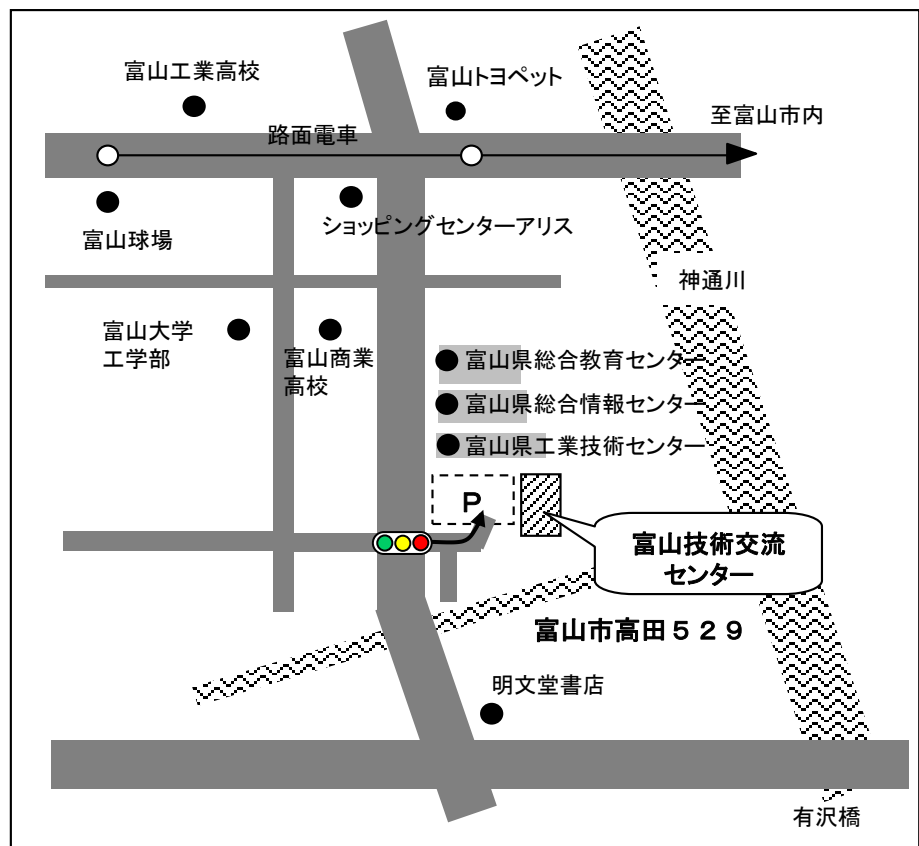 富山工業高校
富山トヨペット
至富山市内
路面電車
富山球場
ショッピングセンターアリス
神通川
富山大学
工学部
富山商業
高校
富山県総合教育センター
富山県総合情報センター
富山県工業技術センター
P
富山技術交流
センター
富山市高田５２９
明文堂書店
有沢橋